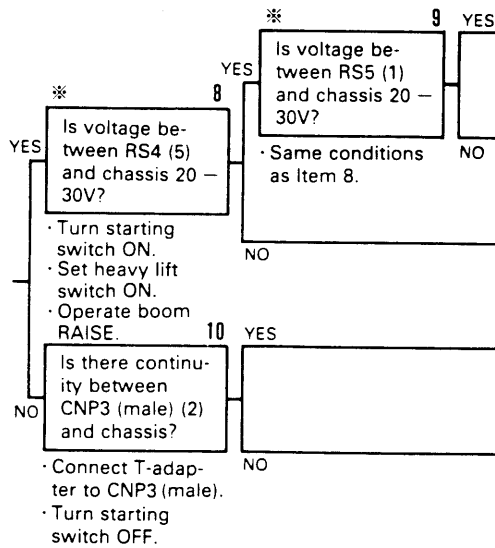 ※ 9 YES
Is voltage be-
tween RS5 (1)
and chassis 20 –
30V?
YES
NO
· Same conditions
as Item 8.
※ 8
YES
Is voltage be-
tween RS4 (5)
and chassis 20 –
30V?
NO
· Turn starting
switch ON.
· Set heavy lift
switch ON.
· Operate boom
RAISE.
10 YES
Is there continu-
ity between
CNP3 (male) (2)
and chassis?
NO
NO
· Connect T-adap-
ter to CNP3 (male).
· Turn starting
switch OFF.